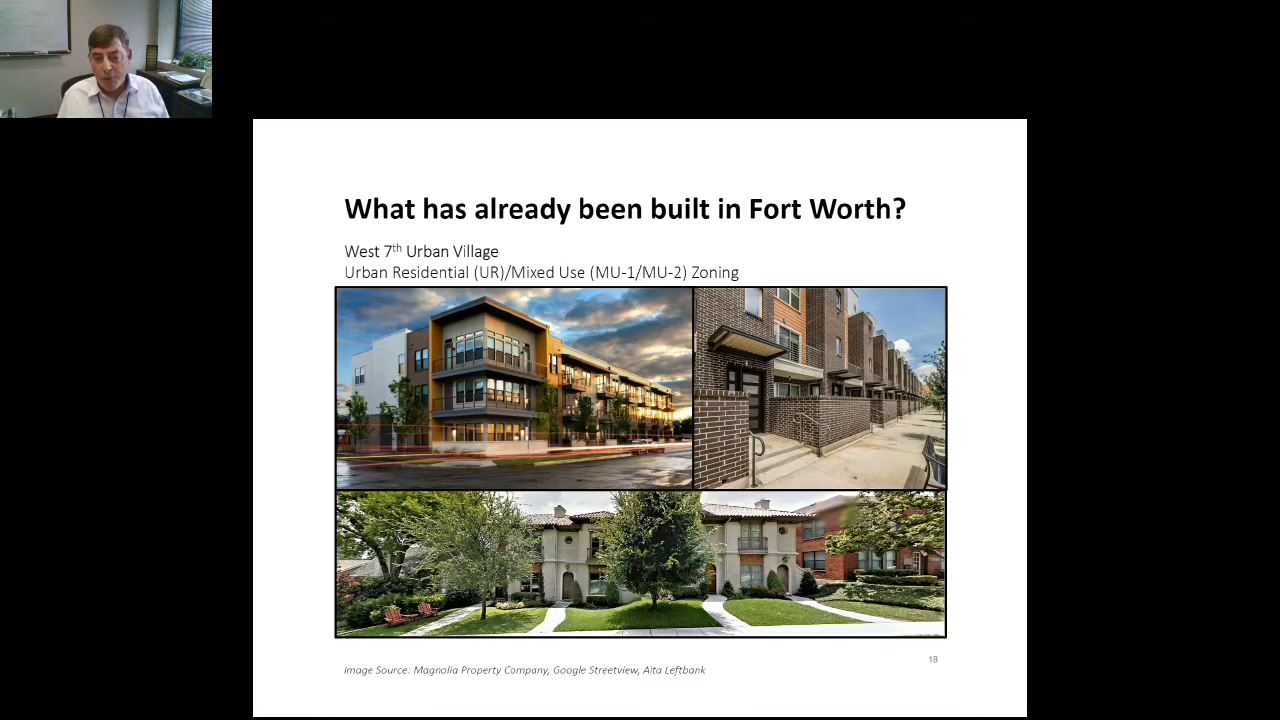 What has already been built in Fort Worth?
West 7th Urban Village
Urban Residential (UR)/Mixed Use (MU-1/MU-2) Zoning
18
Image Source: Magnolia Property Company, Google Streetview, Alta Leftbank